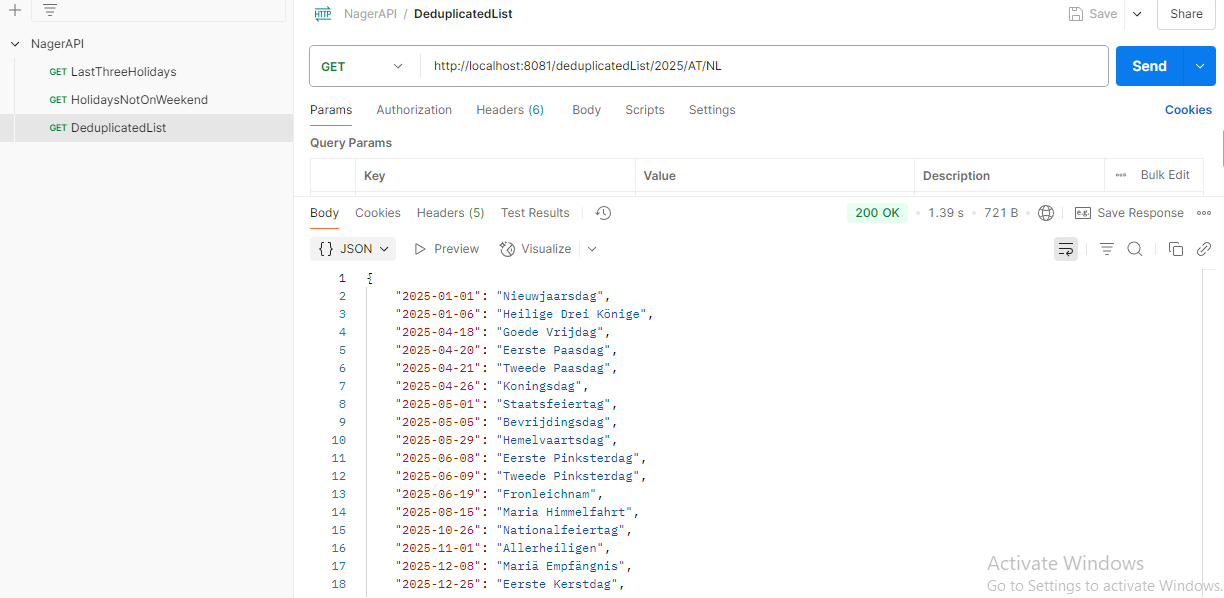 NagerAPI / DeduplicatedList Save Share
NagerAPI
GET LastThreeHolidays
GET HolidaysNotOnWeekend
GET DeduplicatedList
HTTP
GET http://localhost:8081/deduplicatedList/2025/AT/NL Send
Params Authorization Headers (6) Body Scripts Settings Cookies
Query Params
Key Value Description Bulk Edit
Body Cookies Headers (5) Test Results 200 OK • 1.39 s • 721 B • e.g. Save Response
{} JSON Preview Visualize
1 {
2 "2025-01-01": "Nieuwjaarsdag",
3 "2025-01-06": "Heilige Drei Könige",
4 "2025-04-18": "Goede Vrijdag",
5 "2025-04-20": "Eerste Paasdag",
6 "2025-04-21": "Tweede Paasdag",
7 "2025-04-26": "Koningsdag",
8 "2025-05-01": "Staatsfeiertag",
9 "2025-05-05": "Bevrijdingsdag",
10 "2025-05-29": "Hemelvaartsdag",
11 "2025-06-08": "Eerste Pinksterdag",
12 "2025-06-09": "Tweede Pinksterdag",
13 "2025-06-19": "Fronleichnam",
14 "2025-08-15": "Maria Himmelfahrt",
15 "2025-10-26": "Nationalfeiertag",
16 "2025-11-01": "Allerheiligen",
17 "2025-12-08": "Mariä Empfängnis",
18 "2025-12-25": "Eerste Kerstdag",
Activate Windows
Go to Settings to activate Windows.